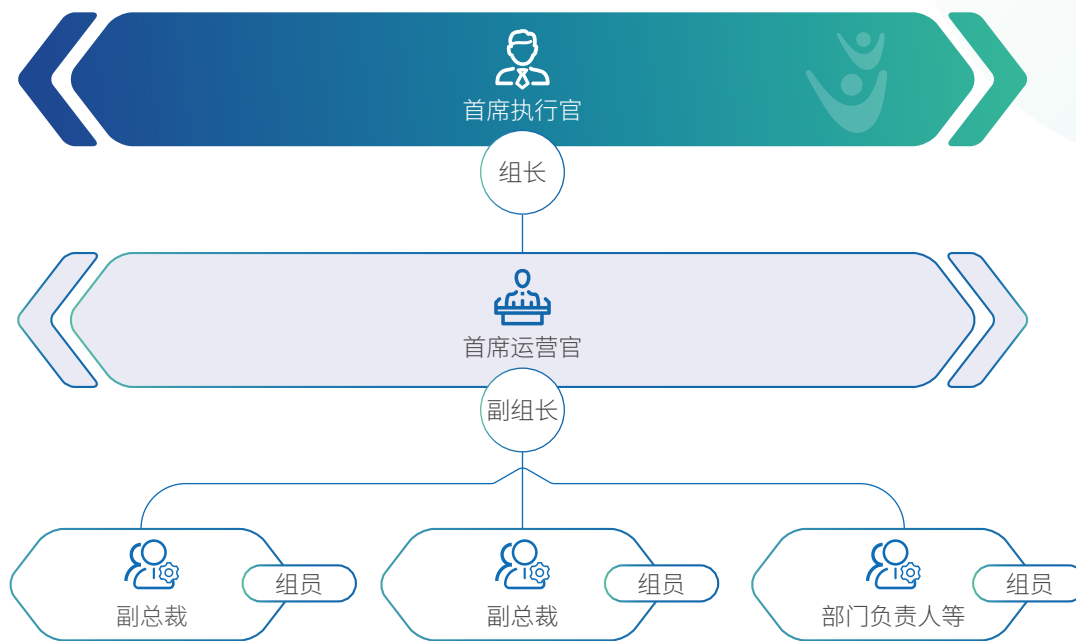 首席执行官
组长
首席运营官
副组长
副总裁
组员
副总裁
组员
部门负责人等
组员